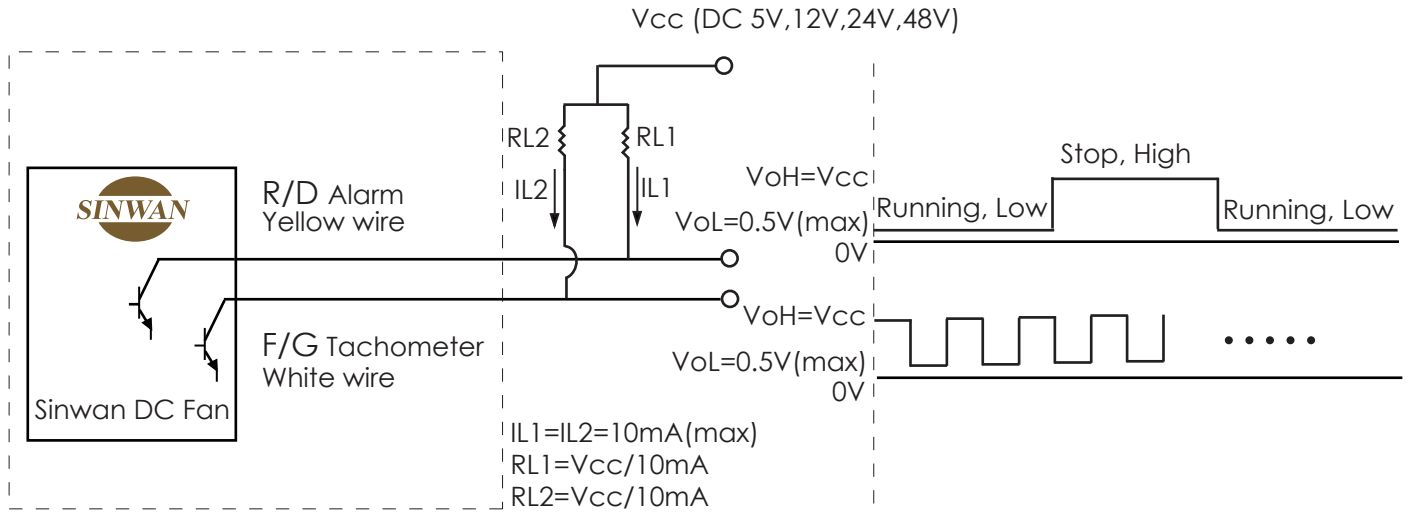 Vcc (DC 5V,12V,24V,48V)
RL2
RL1
IL2
IL1
SINWAN
R/D Alarm
Yellow wire
F/G Tachometer
White wire
Sinwan DC Fan
IL1=IL2=10mA(max)
RL1=Vcc/10mA
RL2=Vcc/10mA
VoH=Vcc
VoL=0.5V(max)
0V
Running, Low
Stop, High
Running, Low
VoH=Vcc
VoL=0.5V(max)
0V